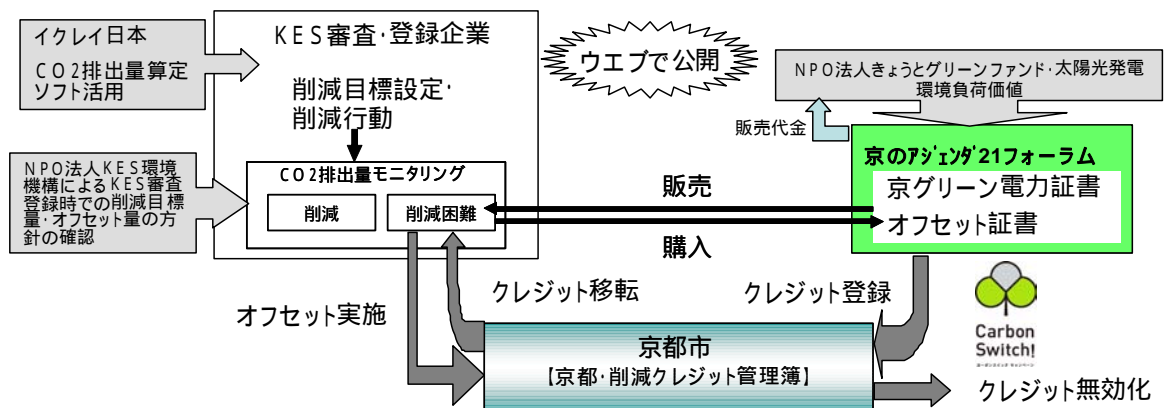 イクレイ日本
CO2排出量算定
ソフト活用
KES審査・登録企業
削減目標設定・
削減行動
ウエブで公開
NPO法人きょうとグリーンファンド・太陽光発電
環境負荷価値
販売代金
NPO法人KES環境
機構によるKES審査
登録時での削減目標
量・オフセット量の方
針の確認
CO2排出量モニタリング
削減
削減困難
販売
購入
京のｱｼﾞｪﾝﾀﾞ21フォーラム
京グリーン電力証書
オフセット証書
オフセット実施
クレジット移転
クレジット登録
Carbon
Switch!
京都市
【京都・削減クレジット管理簿】
クレジット無効化